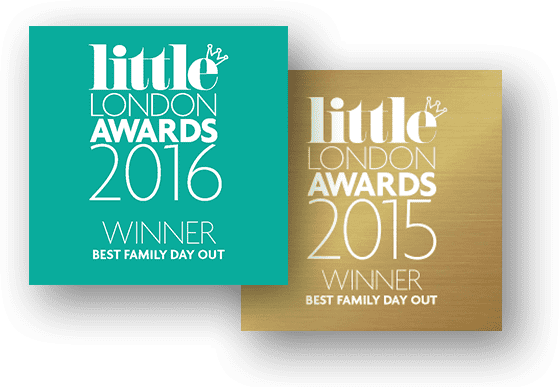 little
LONDON
AWARDS
2016
WINNER
BEST FAMILY DAY OUT
little
LONDON
AWARDS
2015
WINNER
BEST FAMILY DAY OUT